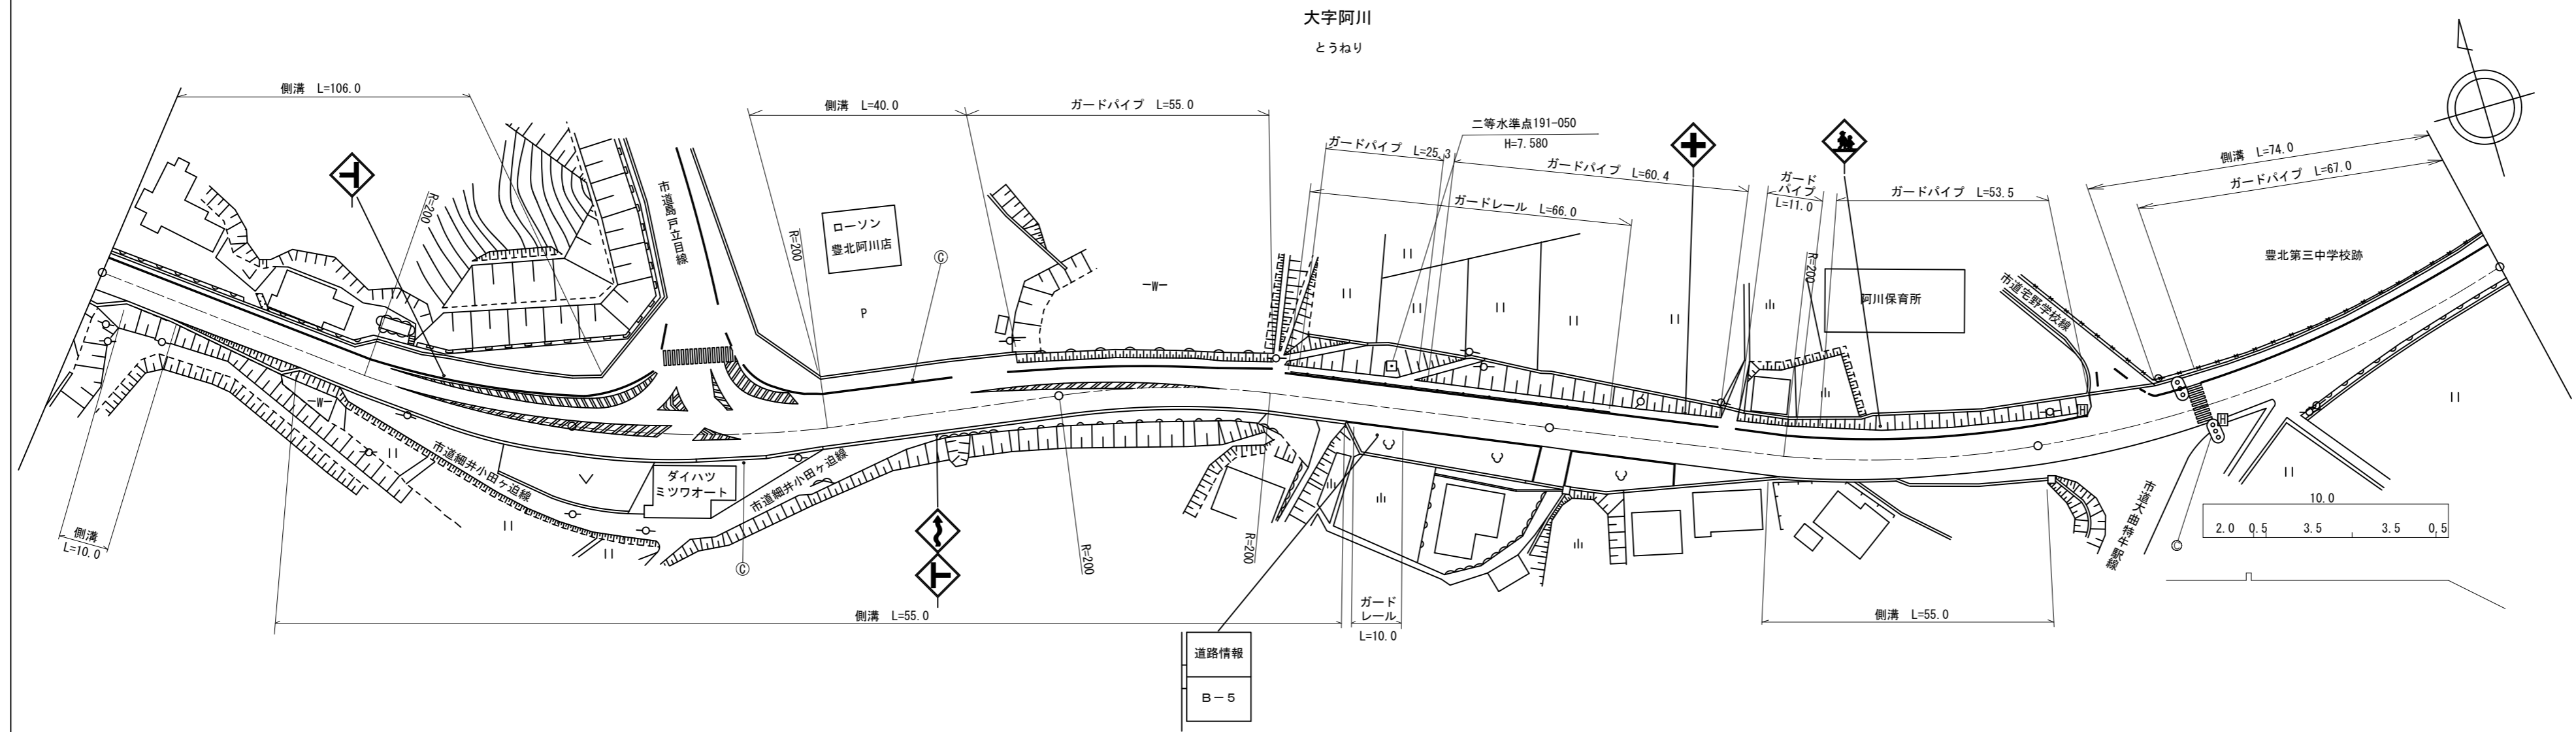 大字阿川
とうねり
側溝 L=106.0
側溝 L=40.0
ガードパイプ L=55.0
二等水準点191-050
H=7.580
ガードパイプ L=25.3
ガードパイプ L=60.4
ガードレール L=66.0
ガード
パイプ
L=11.0
ガードパイプ L=53.5
側溝 L=74.0
ガードパイプ L=67.0
R=200
市道島戸立目線
R=200
ローソン
豊北阿川店
P
Ⓒ
W
R=200
阿川保育所
市道宅野学校線
豊北第三中学校跡
W
市道細井小田ヶ迫線
ダイハツ
ミツワオート
市道細井小田ヶ迫線
Ⓒ
R=200
R=200
側溝
L=10.0
側溝 L=55.0
ガード
レール
L=10.0
側溝 L=55.0
市道大曲特牛駅線
Ⓒ
10.0
2.0 0.5 3.5 3.5 0.5
道路情報
B-5